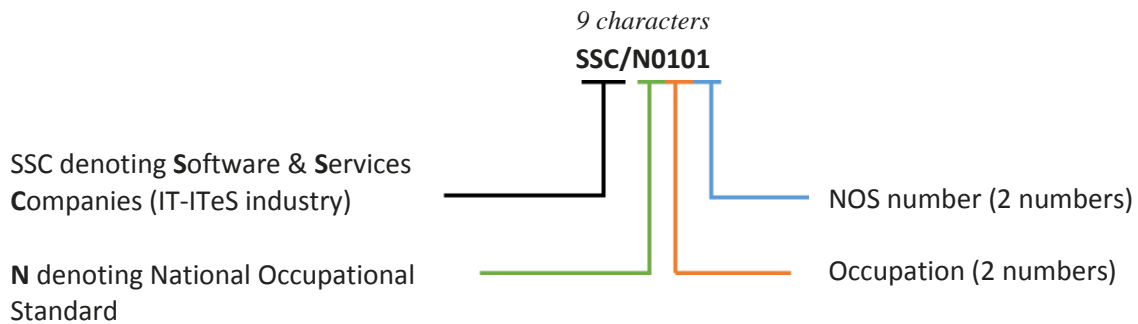 9 characters
SSC/N0101
SSC denoting Software & Services
Companies (IT-ITeS industry)
NOS number (2 numbers)
N denoting National Occupational
Standard
Occupation (2 numbers)